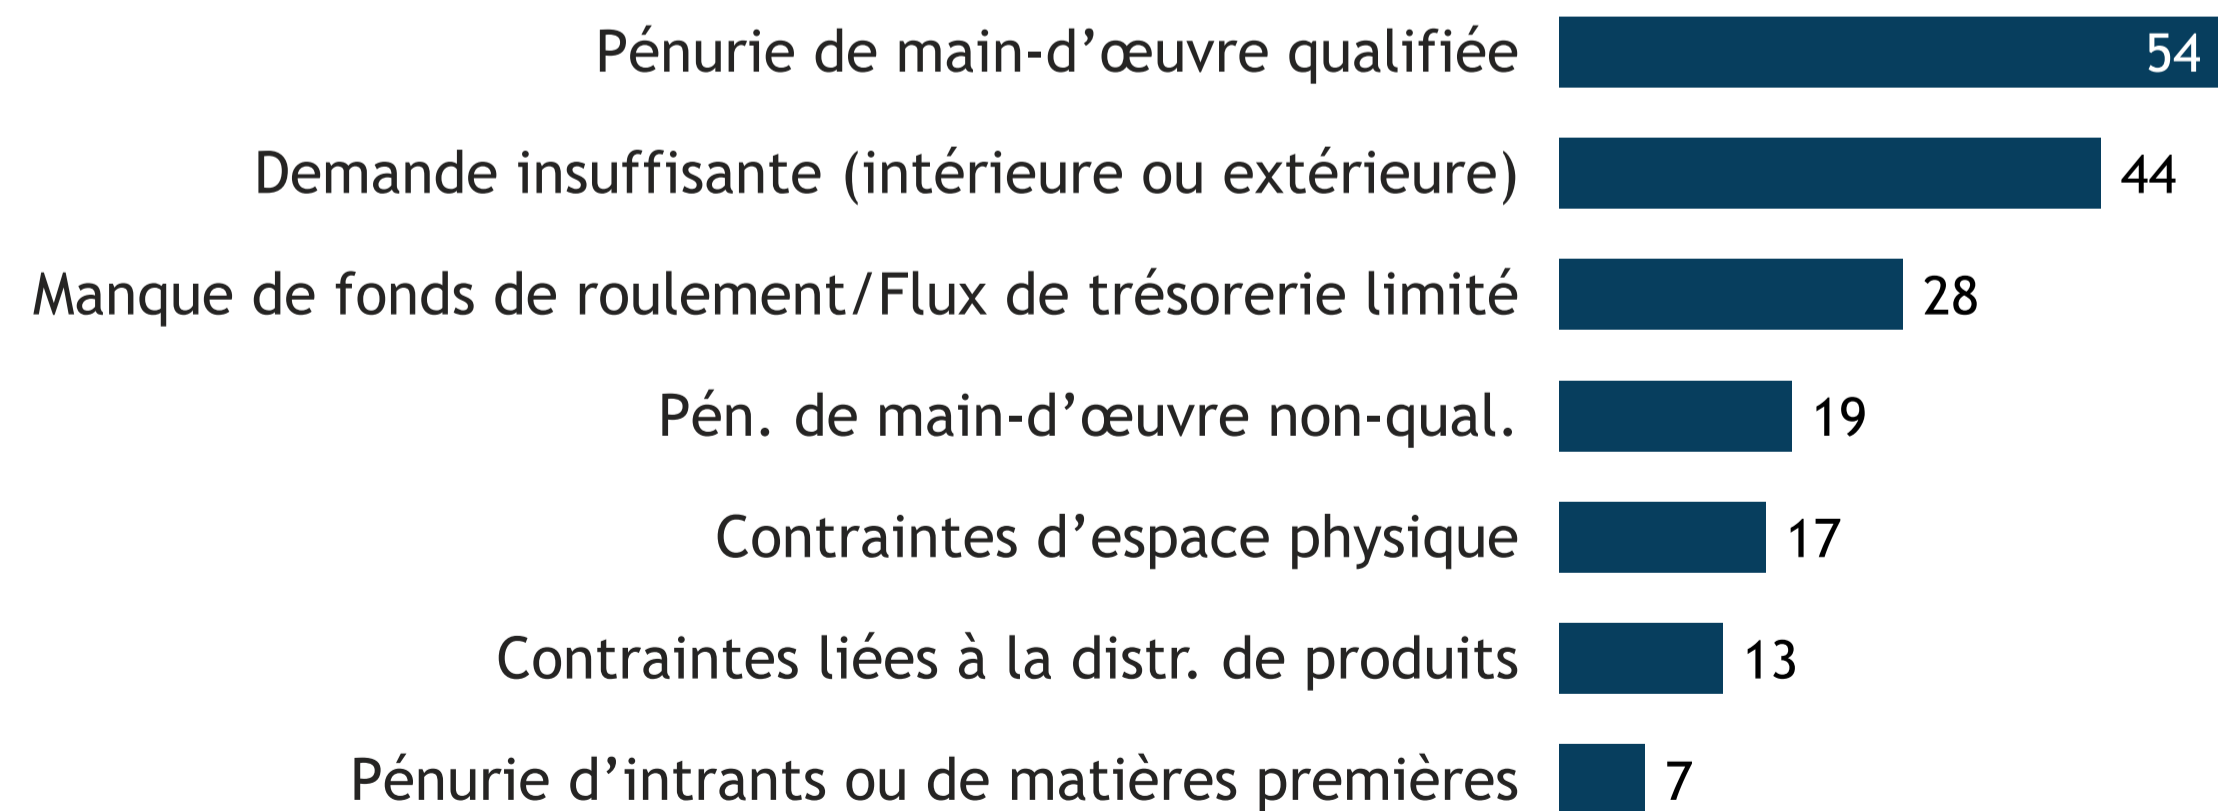 Pénurie de main-d’œuvre qualifiée 54
Demande insuffisante (intérieure ou extérieure) 44
Manque de fonds de roulement/Flux de trésorerie limité 28
Pén. de main-d’œuvre non-qual. 19
Contraintes d’espace physique 17
Contraintes liées à la distr. de produits 13
Pénurie d’intrants ou de matières premières 7